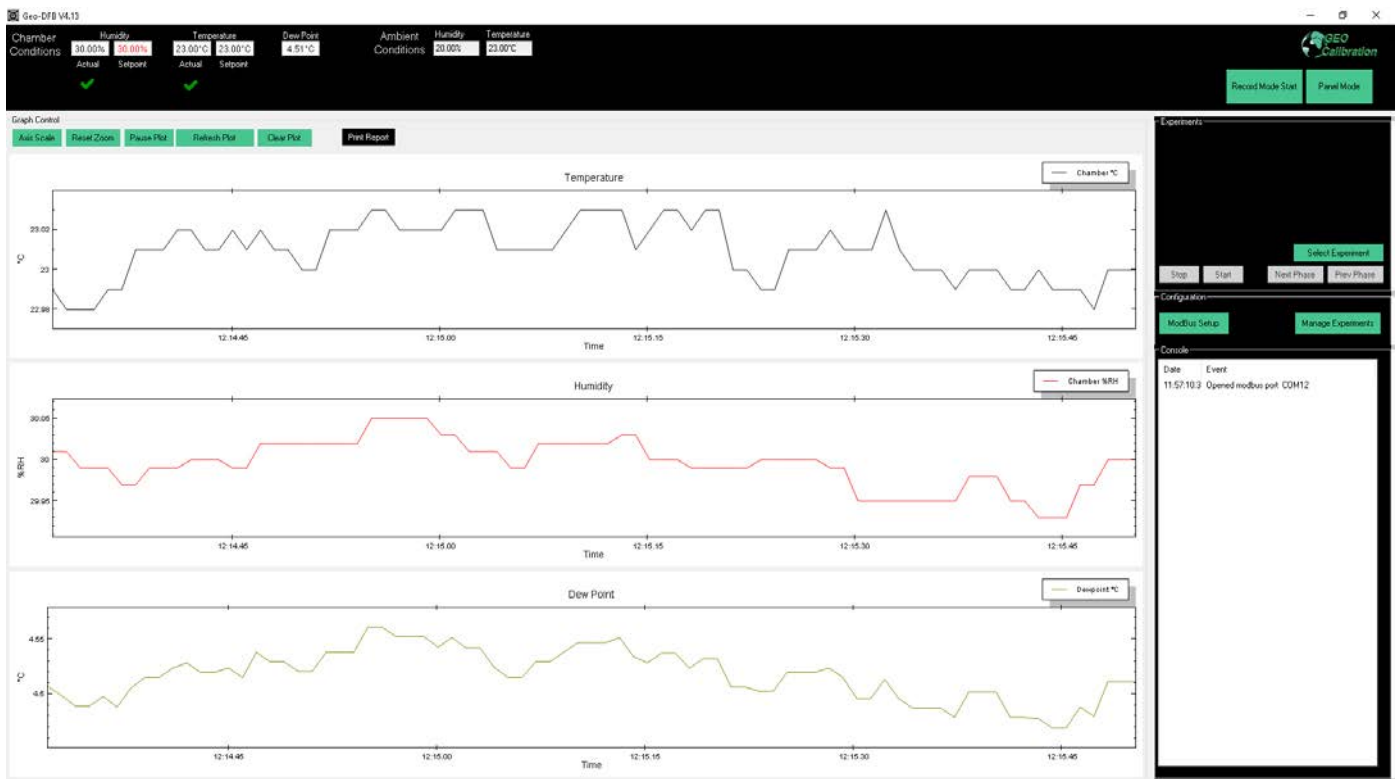 Geo-DFB V4.13
Chamber Conditions
Humidity
30.00% 30.00%
Actual Setpoint
Temperature
23.00°C 23.00°C
Actual Setpoint
Dew Point
4.51°C
Ambient Conditions
Humidity
20.00%
Temperature
23.00°C
GEO
Calibration
Record Mode Start Panel Mode
Graph Control
Axis Scale Reset Zoom Pause Plot Refresh Plot Clear Plot Print Report
Temperature
Chamber °C
23.02
23
22.98
°C
12:14:45 12:15:00 12:15:15 12:15:30 12:15:45
Time
Humidity
Chamber %RH
30.05
30
29.95
%RH
12:14:45 12:15:00 12:15:15 12:15:30 12:15:45
Time
Dew Point
Dewpoint °C
4.55
4.5
°C
12:14:45 12:15:00 12:15:15 12:15:30 12:15:45
Time
Experiments
Select Experiment
Stop Start Next Phase Prev Phase
Configuration
ModBus Setup Manage Experiments
Console
Date Event
11:57:10:3 Opened modbus port COM12